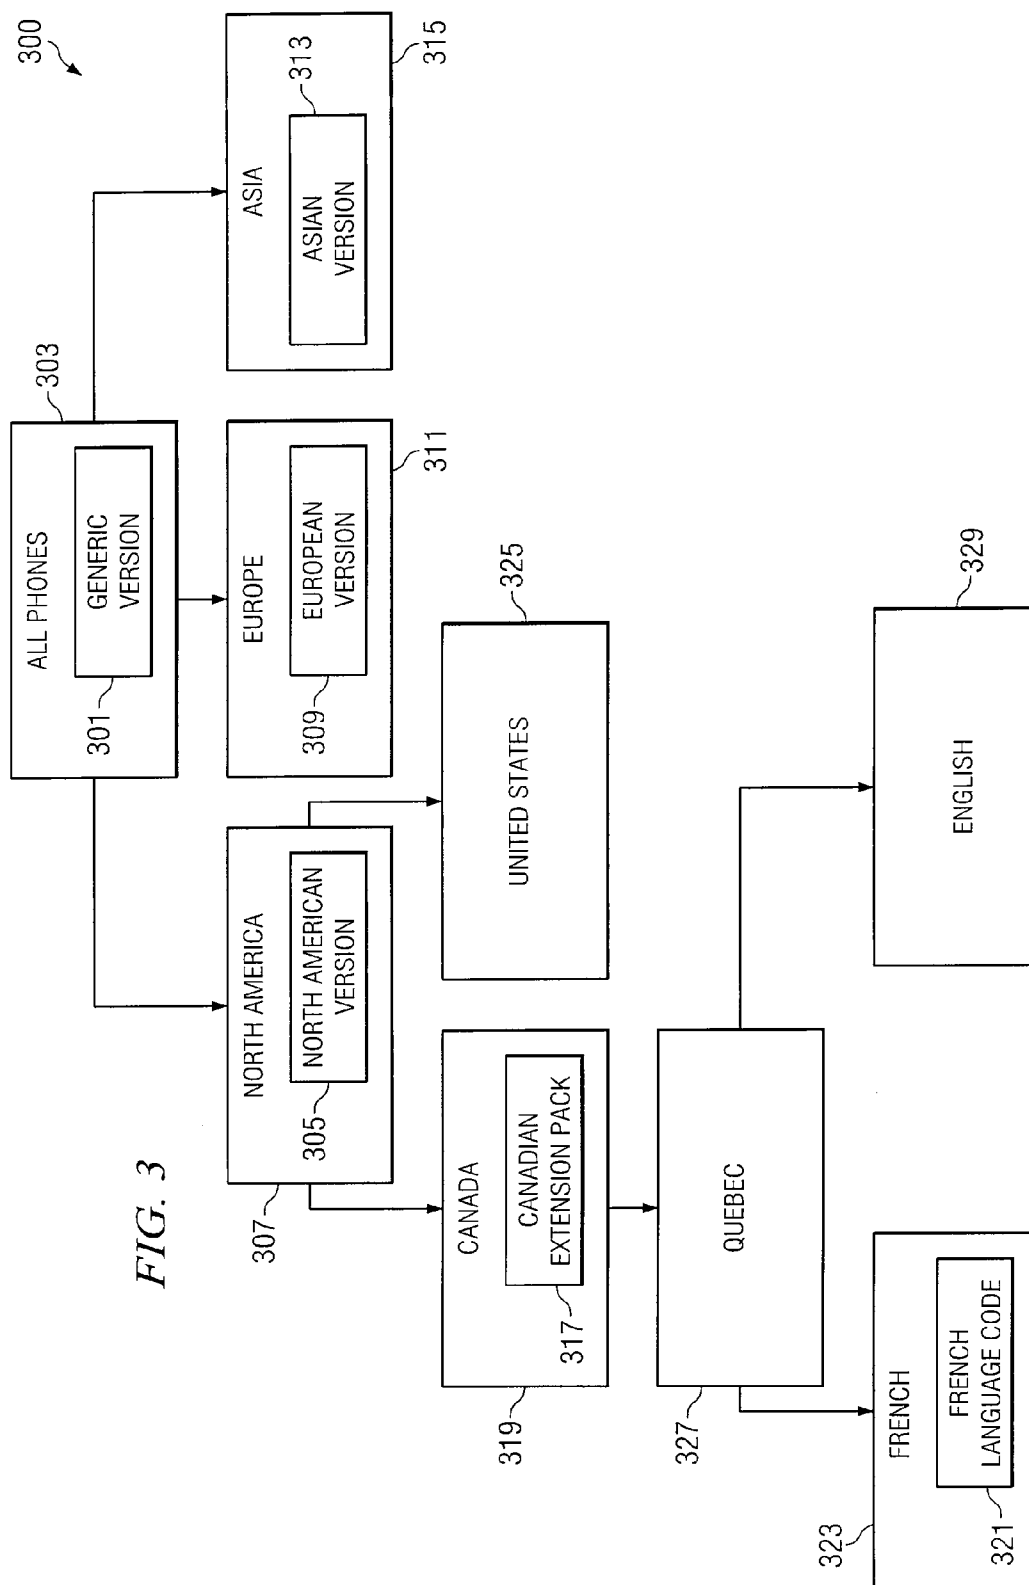 FIG. 3
300
ALL PHONES
303
GENERIC
VERSION
301
NORTH AMERICA
NORTH AMERICAN
VERSION
305
307
EUROPE
EUROPEAN
VERSION
309
311
ASIA
ASIAN
VERSION
313
315
CANADA
CANADIAN
EXTENSION PACK
317
319
UNITED STATES
325
QUEBEC
327
FRENCH
FRENCH
LANGUAGE CODE
321
323
ENGLISH
329